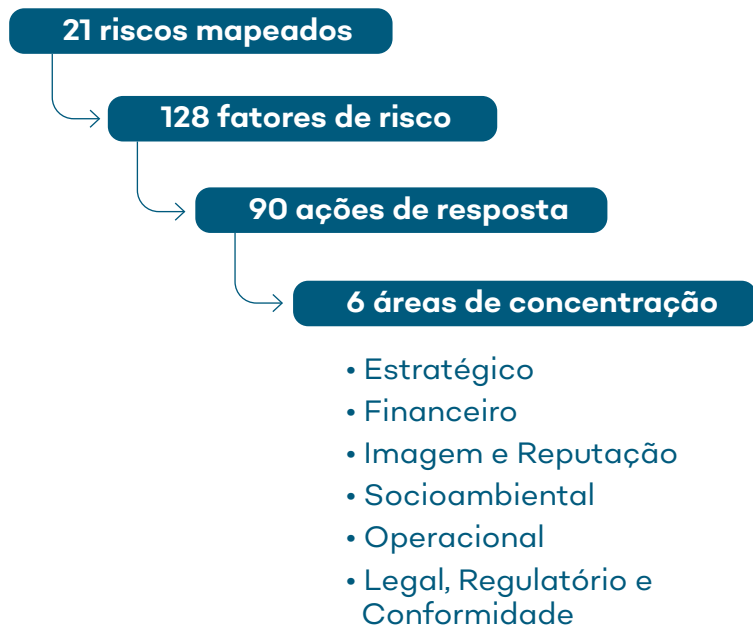 21 riscos mapeados
128 fatores de risco
90 ações de resposta
6 áreas de concentração
• Estratégico
• Financeiro
• Imagem e Reputação
• Socioambiental
• Operacional
• Legal, Regulatório e
Conformidade